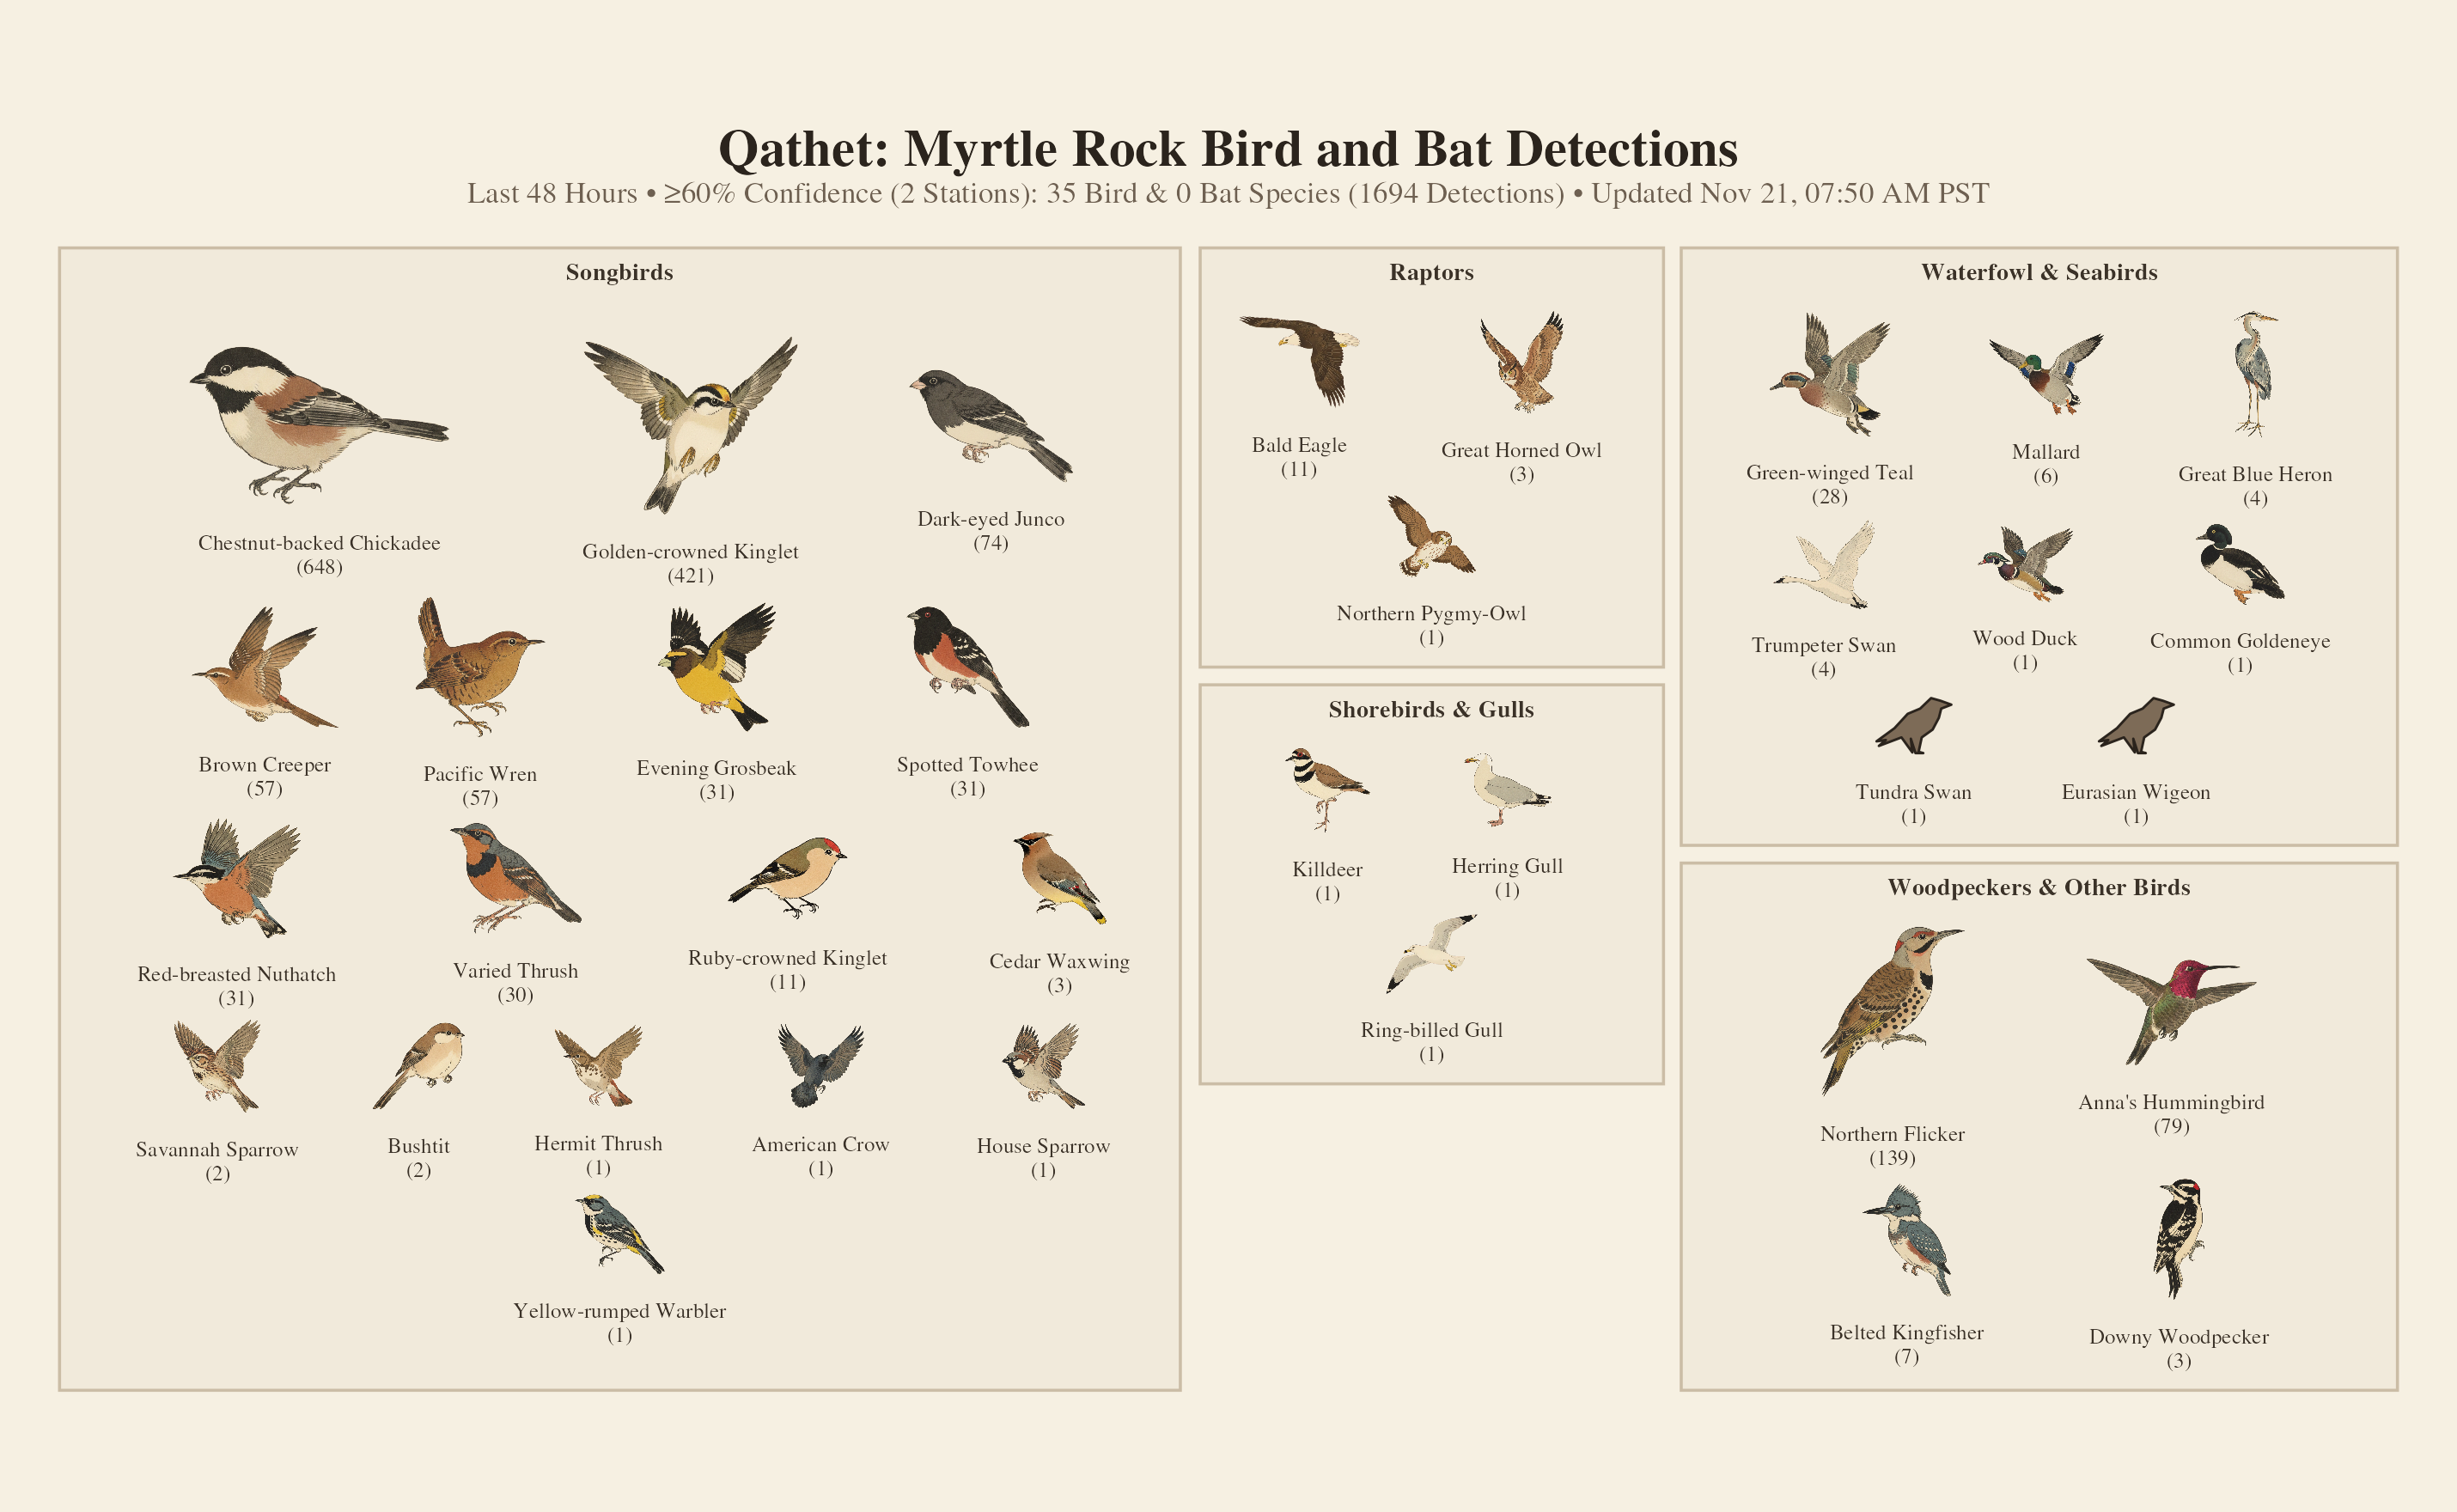 Qathet: Myrtle Rock Bird and Bat Detections
Last 48 Hours • ≥60% Confidence (2 Stations): 35 Bird & 0 Bat Species (1694 Detections) • Updated Nov 21, 07:50 AM PST
Songbirds
Chestnut-backed Chickadee
(648)
Golden-crowned Kinglet
(421)
Dark-eyed Junco
(74)
Brown Creeper
(57)
Pacific Wren
(57)
Evening Grosbeak
(31)
Spotted Towhee
(31)
Red-breasted Nuthatch
(31)
Varied Thrush
(30)
Ruby-crowned Kinglet
(11)
Cedar Waxwing
(3)
Savannah Sparrow
(2)
Bushtit
(2)
Hermit Thrush
(1)
American Crow
(1)
House Sparrow
(1)
Yellow-rumped Warbler
(1)
Raptors
Bald Eagle
(11)
Great Horned Owl
(3)
Northern Pygmy-Owl
(1)
Shorebirds & Gulls
Killdeer
(1)
Herring Gull
(1)
Ring-billed Gull
(1)
Waterfowl & Seabirds
Green-winged Teal
(28)
Mallard
(6)
Great Blue Heron
(4)
Trumpeter Swan
(4)
Wood Duck
(1)
Common Goldeneye
(1)
Tundra Swan
(1)
Eurasian Wigeon
(1)
Woodpeckers & Other Birds
Northern Flicker
(139)
Anna's Hummingbird
(79)
Belted Kingfisher
(7)
Downy Woodpecker
(3)